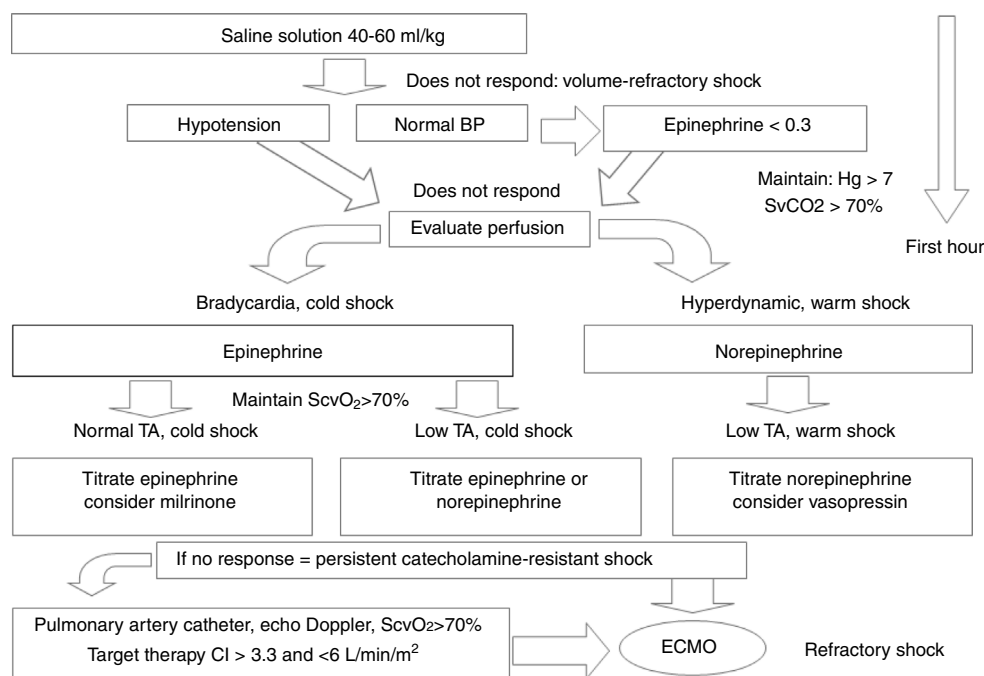 Saline solution 40-60 ml/kg
Does not respond: volume-refractory shock
Hypotension
Normal BP
Epinephrine < 0.3
Maintain: Hg > 7
SvCO2 > 70%
Does not respond
Evaluate perfusion
First hour
Bradycardia, cold shock
Hyperdynamic, warm shock
Epinephrine
Norepinephrine
Maintain ScvO₂>70%
Normal TA, cold shock
Low TA, cold shock
Low TA, warm shock
Titrate epinephrine
consider milrinone
Titrate epinephrine or
norepinephrine
Titrate norepinephrine
consider vasopressin
If no response = persistent catecholamine-resistant shock
Pulmonary artery catheter, echo Doppler, ScvO₂>70%
Target therapy CI > 3.3 and <6 L/min/m²
ECMO
Refractory shock